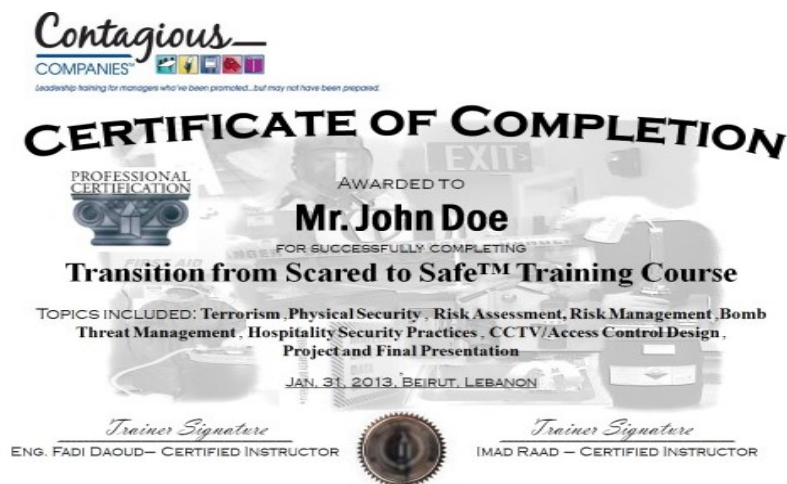 Contagious
COMPANIES™
Leadership training for managers who've been promoted...but may not have been prepared.
CERTIFICATE OF COMPLETION
PROFESSIONAL
CERTIFICATION
EXIT
AWARDED TO
Mr. John Doe
FOR SUCCESSFULLY COMPLETING
FIRST AID
Transition from Scared to Safe™ Training Course
TOPICS INCLUDED: Terrorism ,Physical Security , Risk Assessment, Risk Management ,Bomb
Threat Management , Hospitality Security Practices , CCTV/Access Control Design ,
Project and Final Presentation
JAN. 31, 2013, BEIRUT, LEBANON
Trainer Signature
ENG. FADI DAOUD– CERTIFIED INSTRUCTOR
Trainer Signature
IMAD RAAD – CERTIFIED INSTRUCTOR